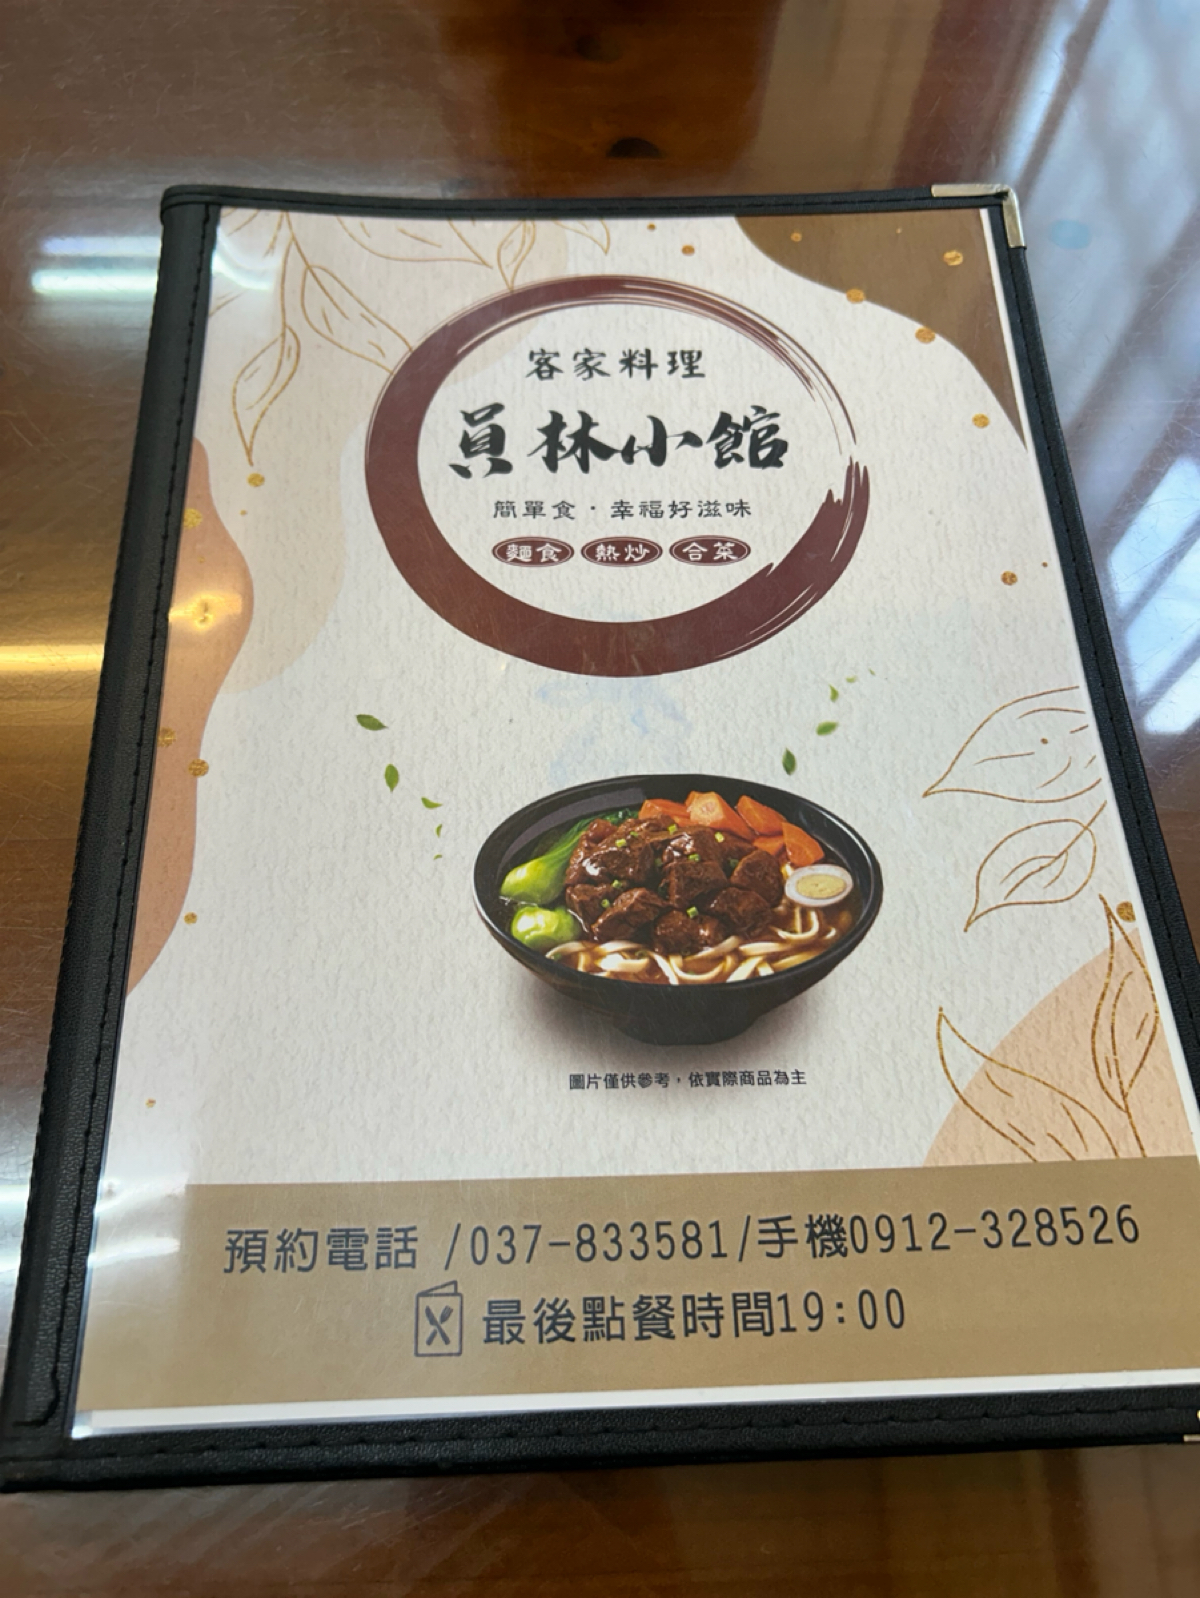 客家料理
員林小館
簡單食·幸福好滋味
麵食 熱炒 合菜
圖片僅供參考，依實際商品為主
預約電話 /037-833581/手機0912-328526
最後點餐時間19:00